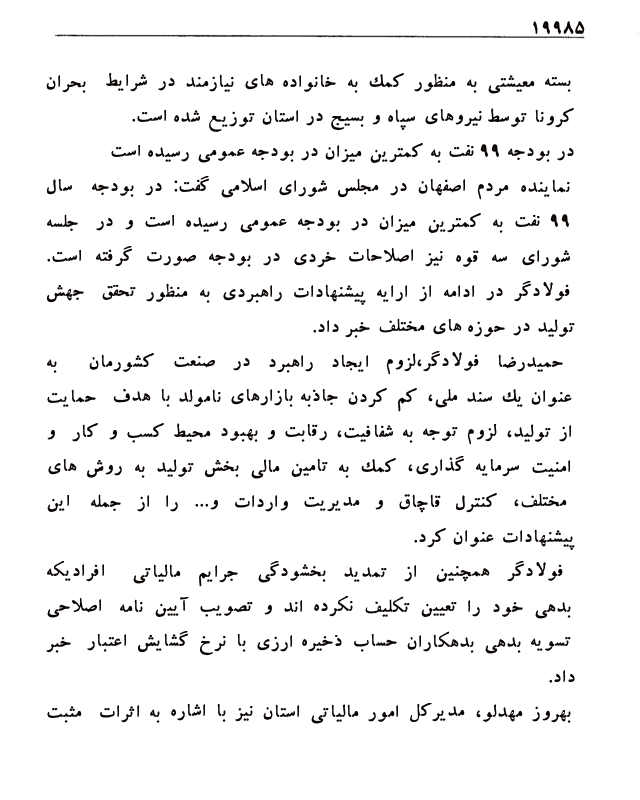 ۱۹۹۸۵
بسته معیشتی به منظور کمك به خانواده های نیازمند در شرایط بحران
کرونا توسط نیروهای سپاه و بسیج در استان توزیع شده است.
در بودجه ۹۹ نفت به کمترین میزان در بودجه عمومی رسیده است
نماینده مردم اصفهان در مجلس شورای اسلامی گفت: در بودجه سال
۹۹ نفت به کمترین میزان در بودجه عمومی رسیده است و در جلسه
شورای سه قوه نیز اصلاحات خردی در بودجه صورت گرفته است.
فولادگر در ادامه از ارایه پیشنهادات راهبردی به منظور تحقق جهش
تولید در حوزه های مختلف خبر داد.
حمیدرضا فولادگر،لزوم ایجاد راهبرد در صنعت کشورمان به
عنوان یك سند ملی، کم کردن جاذبه بازارهای نامولد با هدف حمایت
از تولید، لزوم توجه به شفافیت، رقابت و بهبود محیط کسب و کار و
امنیت سرمایه گذاری، کمك به تامین مالی بخش تولید به روش های
مختلف، کنترل قاچاق و مدیریت واردات و... را از جمله این
پیشنهادات عنوان کرد.
فولادگر همچنین از تمدید بخشودگی جرایم مالیاتی افرادیکه
بدهی خود را تعیین تکلیف نکرده اند و تصویب آیین نامه اصلاحی
تسویه بدهی بدهکاران حساب ذخیره ارزی با نرخ گشایش اعتبار خبر
داد.
بهروز مهدلو، مدیرکل امور مالیاتی استان نیز با اشاره به اثرات مثبت